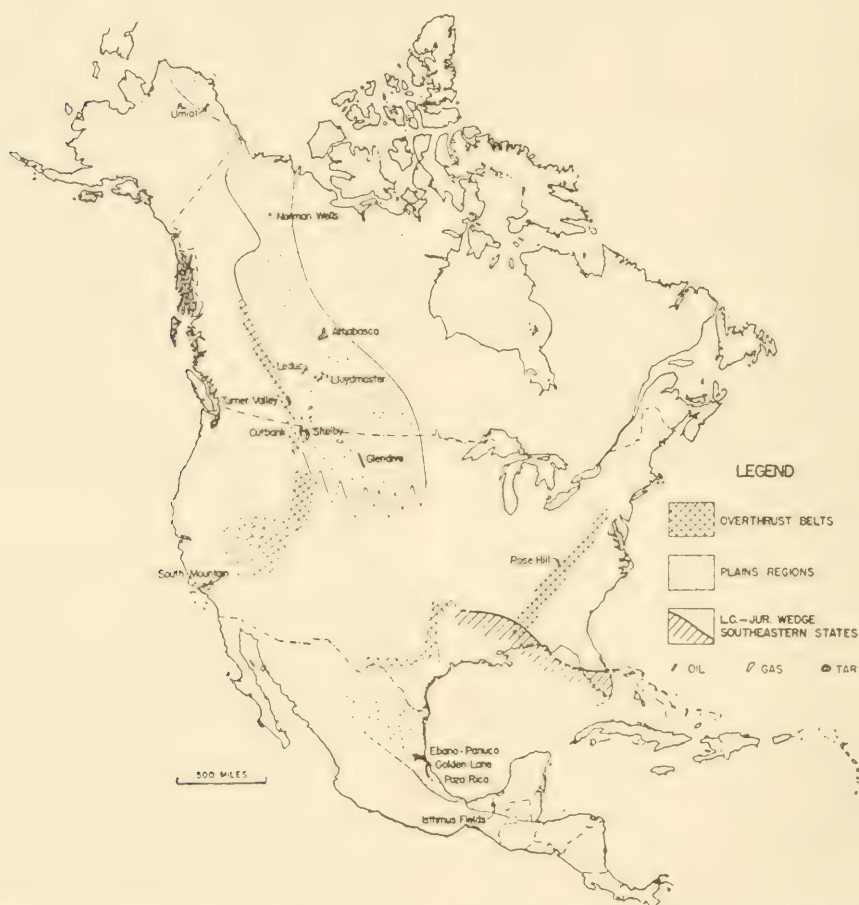 Umiat
Norman Wells
Athabasca
Leduc
Lloydmaster
Turner Valley
Cutbank
Shelby
Glendive
LEGEND
OVERTHRUST BELTS
Rose Hill
PLAINS REGIONS
South Mountain
L.C.—JUR. WEDGE
SOUTHEASTERN STATES
OIL GAS TAR
Ebano-Panuco
Golden Lane
Poza Rica
500 MILES
Isthmus Fields